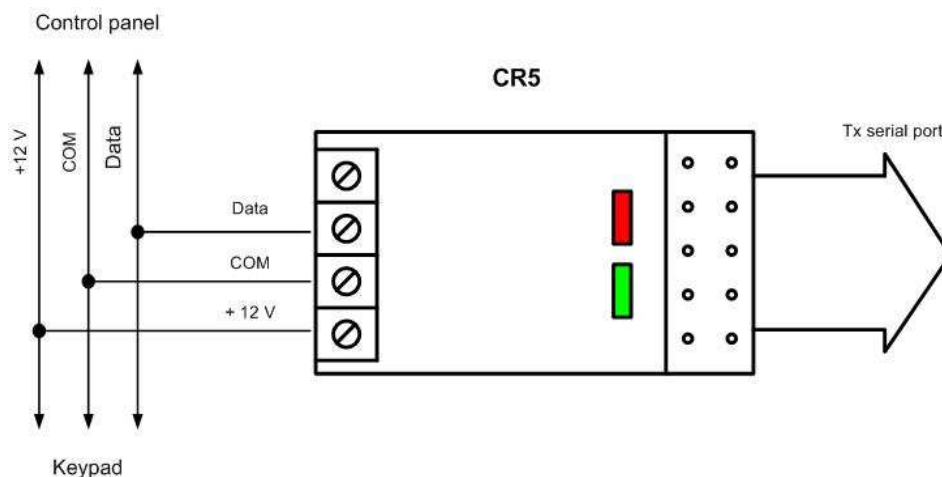 Control panel
CR5
+12 V
COM
Data
Tx serial port
Data
COM
+ 12 V
Keypad